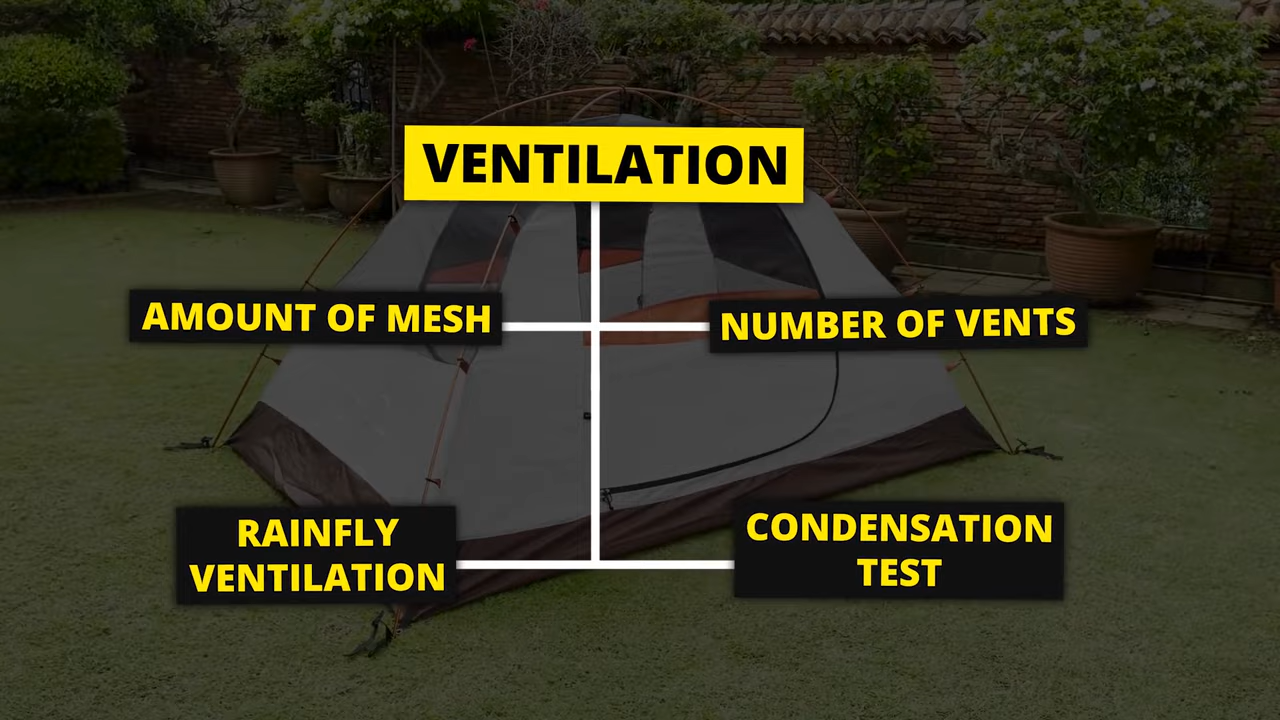 VENTILATION
AMOUNT OF MESH
NUMBER OF VENTS
RAINFLY
VENTILATION
CONDENSATION
TEST